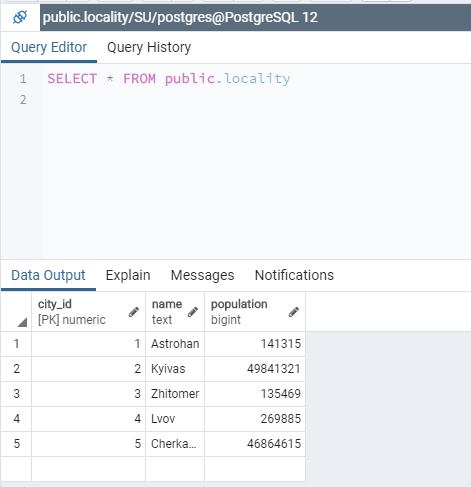 public.locality/SU/postgres@PostgreSQL 12
Query Editor Query History
1 SELECT * FROM public.locality
2
Data Output Explain Messages Notifications
city_id name population
[PK] numeric text bigint
1 1 Astrohan 141315
2 2 Kyivas 49841321
3 3 Zhitomer 135469
4 4 Lvov 269885
5 5 Cherka... 46864615